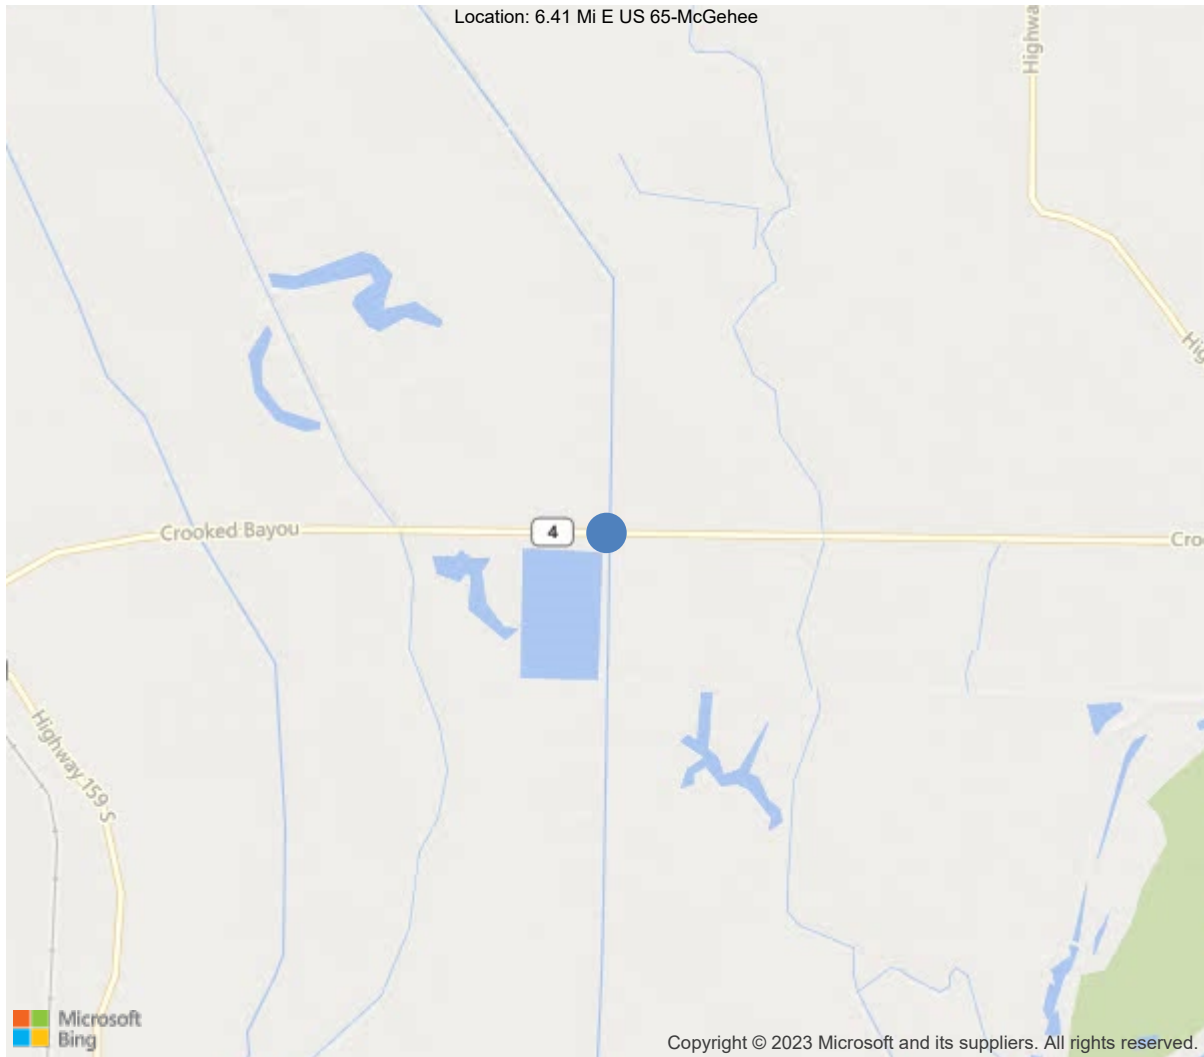 Location: 6.41 Mi E US 65-McGehee
Highwa
Hig
4
Crooked Bayou
Cro
Highway 159 S
Microsoft
Bing
Copyright © 2023 Microsoft and its suppliers. All rights reserved.